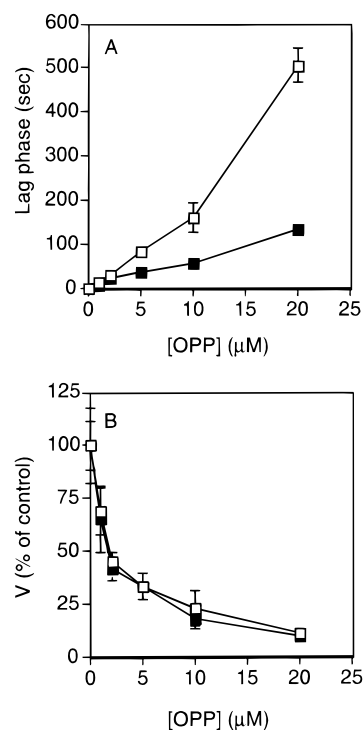 600
A
500
400
300
200
100
0
Lag phase (sec)
0 5 10 15 20 25
[OPP] (μM)
125
B
100
75
50
25
0
V (% of control)
0 5 10 15 20 25
[OPP] (μM)